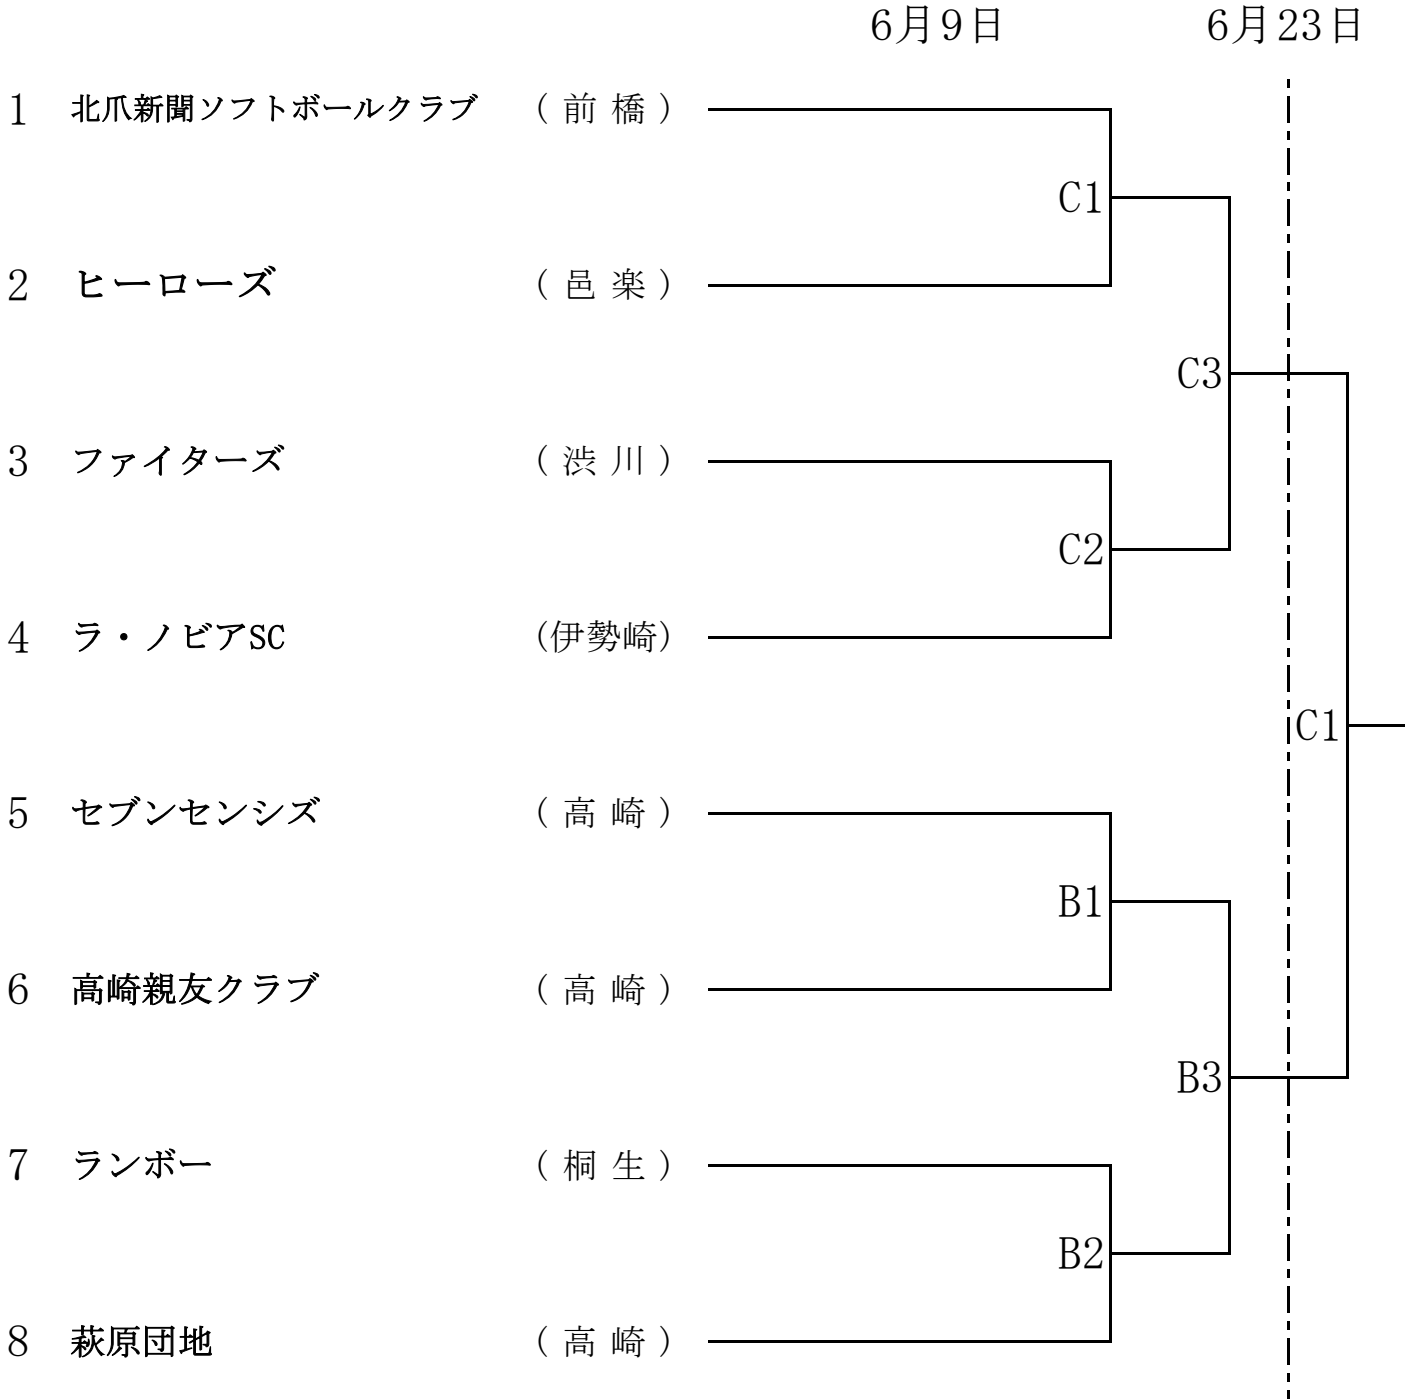 6月9日 6月23日
1 北爪新聞ソフトボールクラブ (前橋)
C1
2 ヒーローズ (邑楽)
C3
3 ファイターズ (渋川)
C2
4 ラ・ノビアSC (伊勢崎)
C1
5 セブンセンシズ (高崎)
B1
6 高崎親友クラブ (高崎)
B3
7 ランボー (桐生)
B2
8 萩原団地 (高崎)